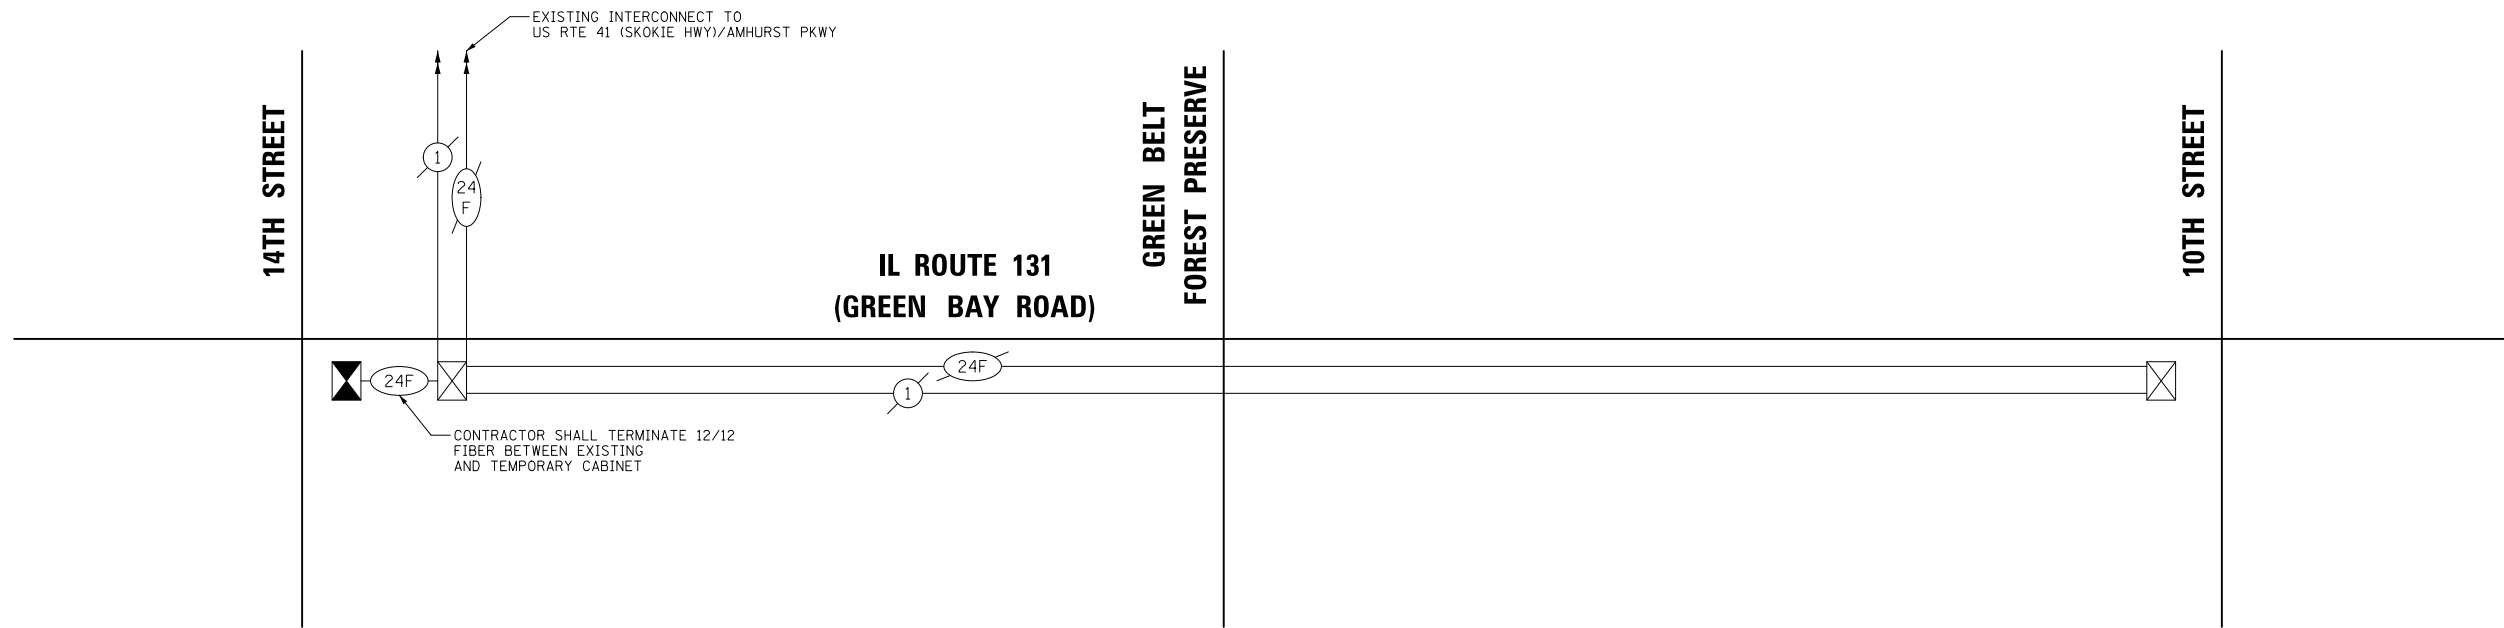 EXISTING INTERCONNECT TO
US RTE 41 (SKOKIE HWY)/AMHURST PKWY
14TH STREET
1
24
F
IL ROUTE 131
(GREEN BAY ROAD)
GREEN BELT
FOREST PRESERVE
10TH STREET
24F
24F
1
CONTRACTOR SHALL TERMINATE 12/12
FIBER BETWEEN EXISTING
AND TEMPORARY CABINET